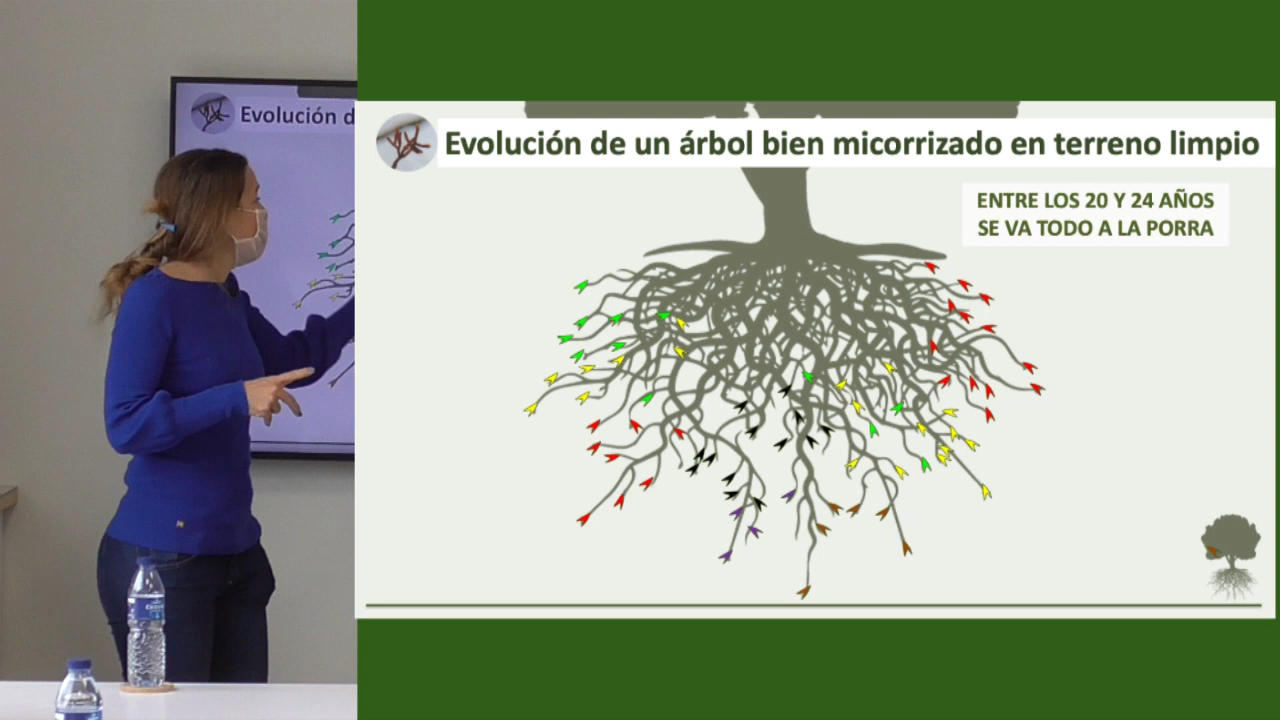 Evolución d
Evolución de un árbol bien micorrizado en terreno limpio
ENTRE LOS 20 Y 24 AÑOS
SE VA TODO A LA PORRA